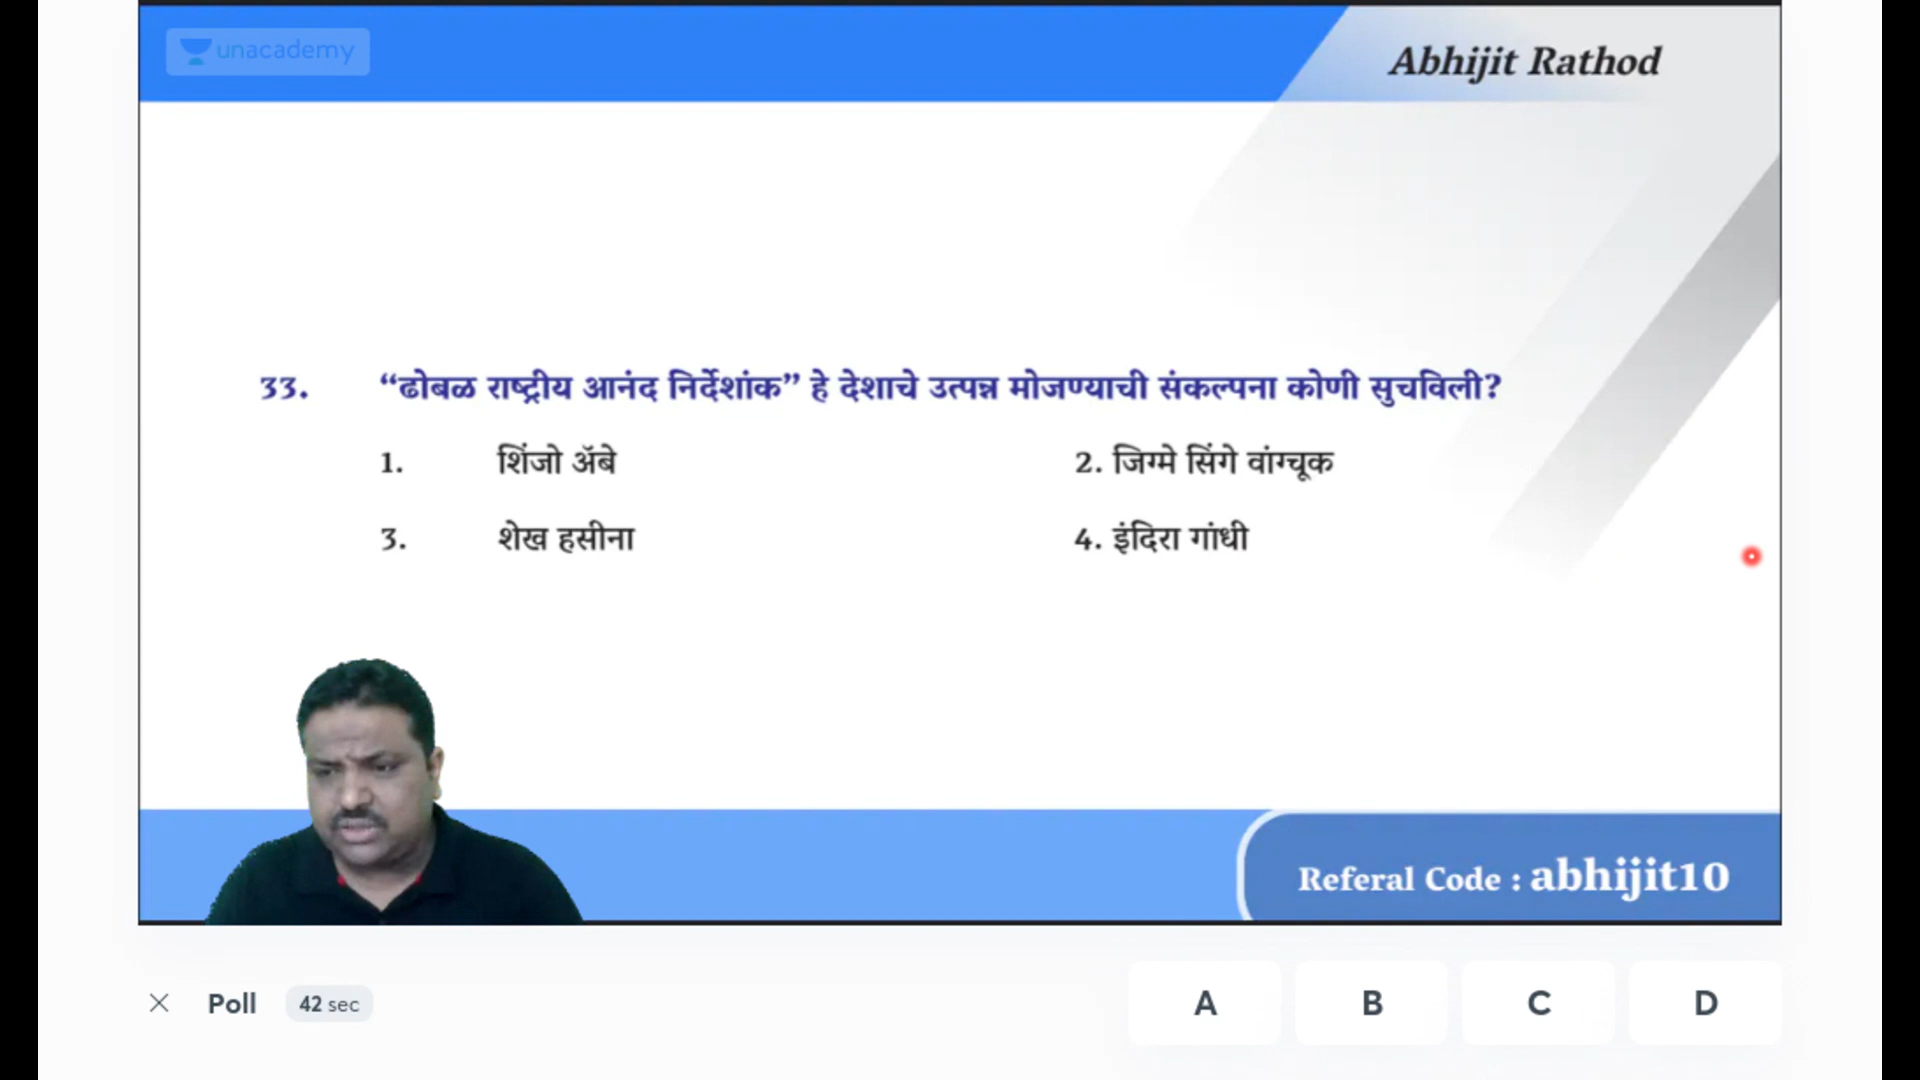 unacademy
Abhijit Rathod
33. “ढोबळ राष्ट्रीय आनंद निर्देशांक” हे देशाचे उत्पन्न मोजण्याची संकल्पना कोणी सुचविली?
1. शिंजो ॲबे 2. जिग्मे सिंगे वांग्चूक
3. शेख हसीना 4. इंदिरा गांधी
Referal Code : abhijit10
Poll 42 sec A B C D